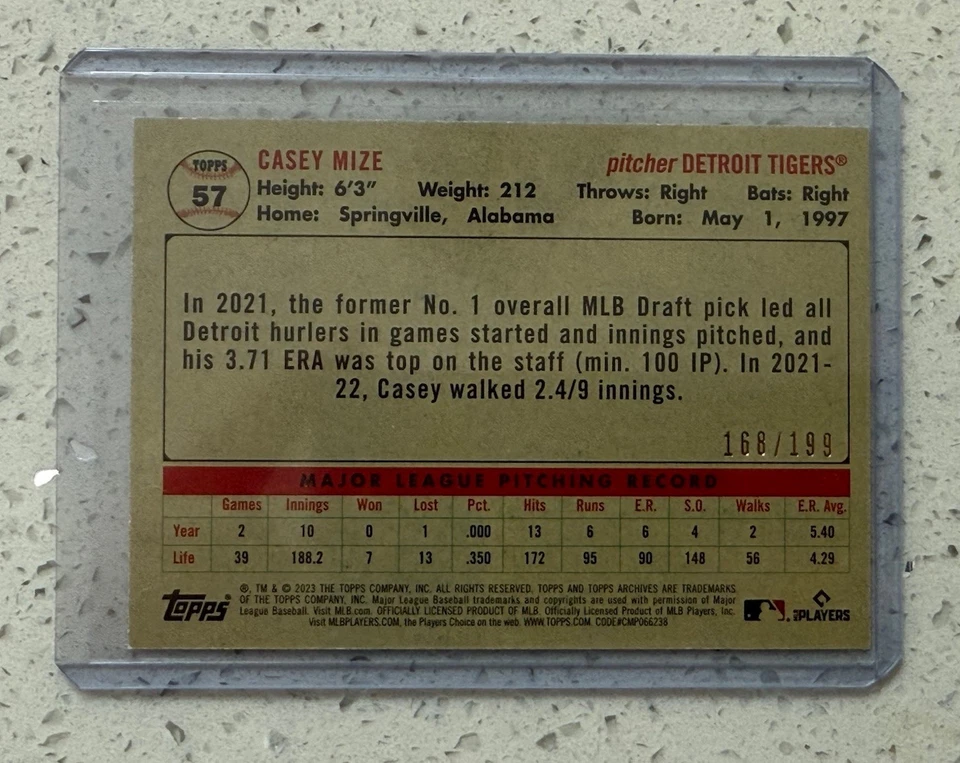 TOPPS
57
CASEY MIZE pitcher DETROIT TIGERS®
Height: 6'3" Weight: 212 Throws: Right Bats: Right
Home: Springville, Alabama Born: May 1, 1997
In 2021, the former No. 1 overall MLB Draft pick led all
Detroit hurlers in games started and innings pitched, and
his 3.71 ERA was top on the staff (min. 100 IP). In 2021-
22, Casey walked 2.4/9 innings.
168/199
MAJOR LEAGUE PITCHING RECORD
Games Innings Won Lost Pct. Hits Runs E.R. S.O. Walks E.R. Avg.
Year 2 10 0 1 .000 13 6 6 4 2 5.40
Life 39 188.2 7 13 .350 172 95 90 148 56 4.29
®, TM & © 2023 THE TOPPS COMPANY, INC. ALL RIGHTS RESERVED. TOPPS AND TOPPS ARCHIVES ARE TRADEMARKS
OF THE TOPPS COMPANY, INC. Major League Baseball trademarks and copyrights are used with permission of Major
League Baseball. Visit MLB.com. OFFICIALLY LICENSED PRODUCT OF MLB. Officially Licensed Product of MLB Players, Inc.
Visit MLBPLAYERS.COM, the Players Choice on the web. WWW.TOPPS.COM. CODE#CMP066238
Topps
PLAYERS